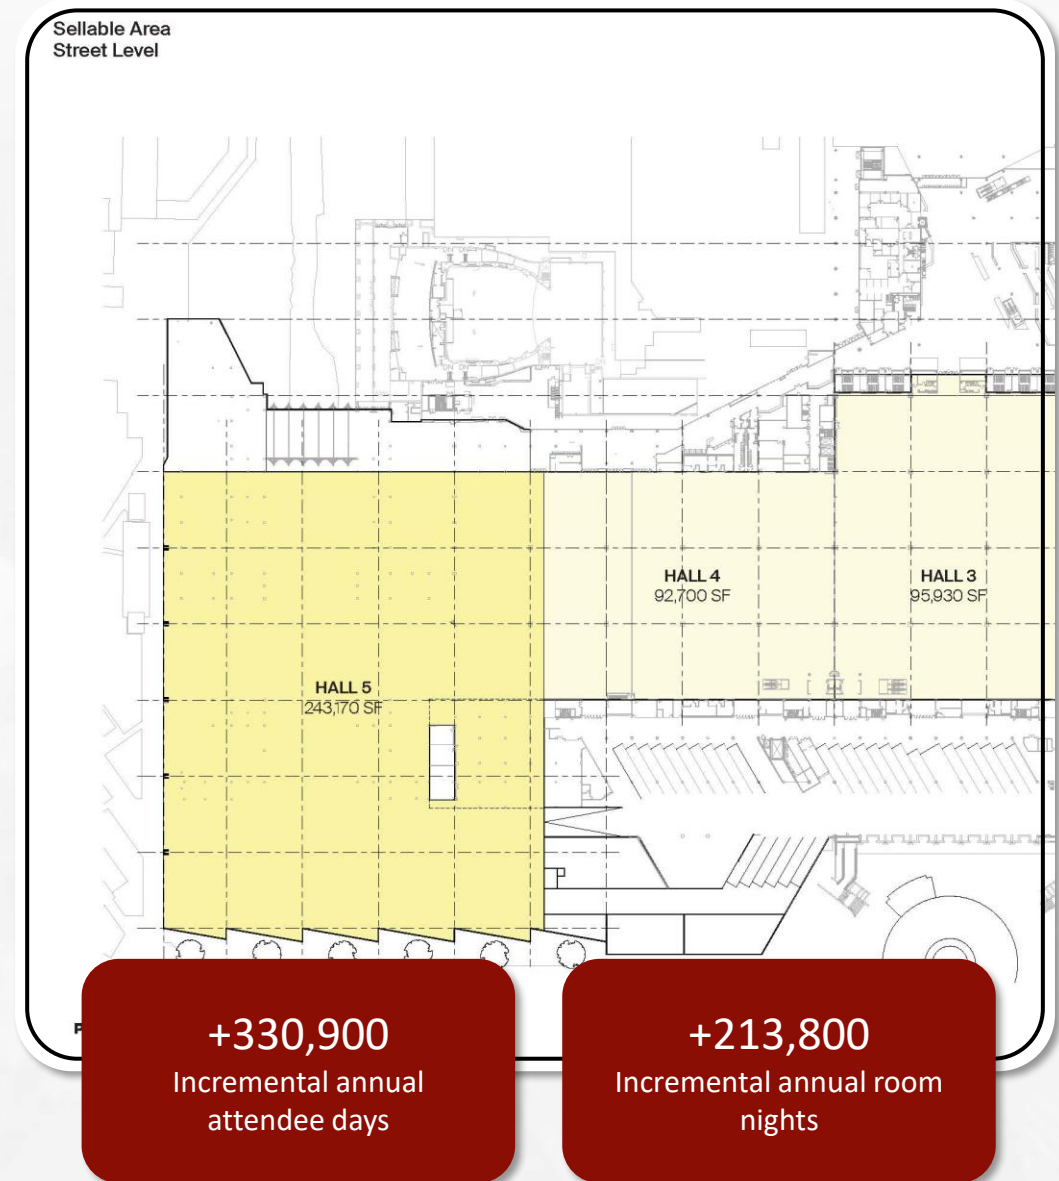 Sellable Area
Street Level
HALL 4
92,700 SF
HALL 3
95,930 SF
HALL 5
243,170 SF
+330,900
Incremental annual
attendee days
+213,800
Incremental annual room
nights